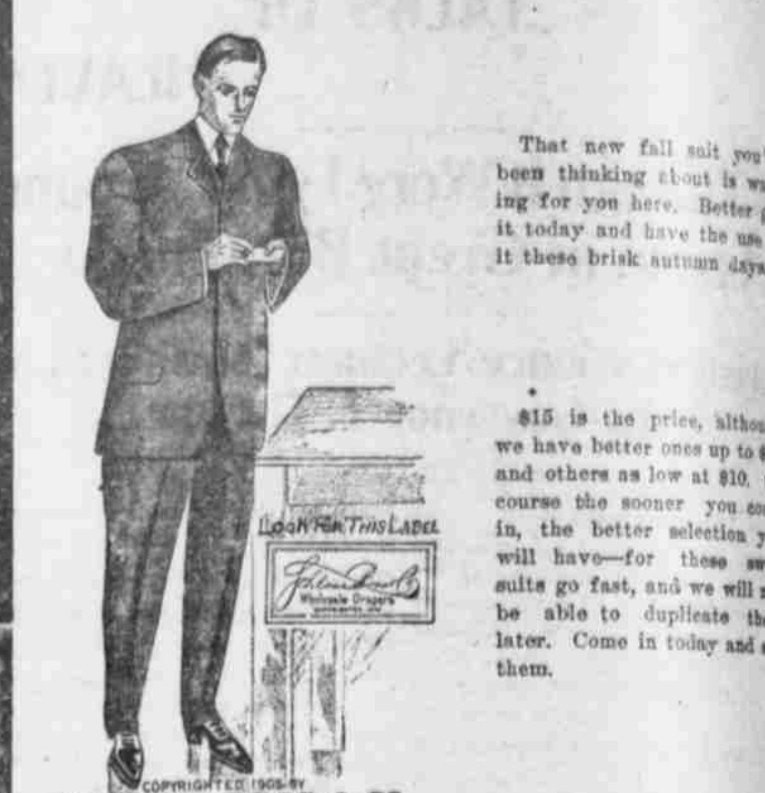 That new fall suit you'
been thinking about is wa
ing for you here. Better g
it today and have the use
it these brisk autumn days
$15 is the price, althou
we have better ones up to $
and others as low at $10.
course the sooner you com
in, the better selection y
will have—for these sw
suits go fast, and we will n
be able to duplicate the
later. Come in today and s
them.
LOOK FOR THIS LABEL
Wholesale Drapers
COPYRIGHTED 1905 BY